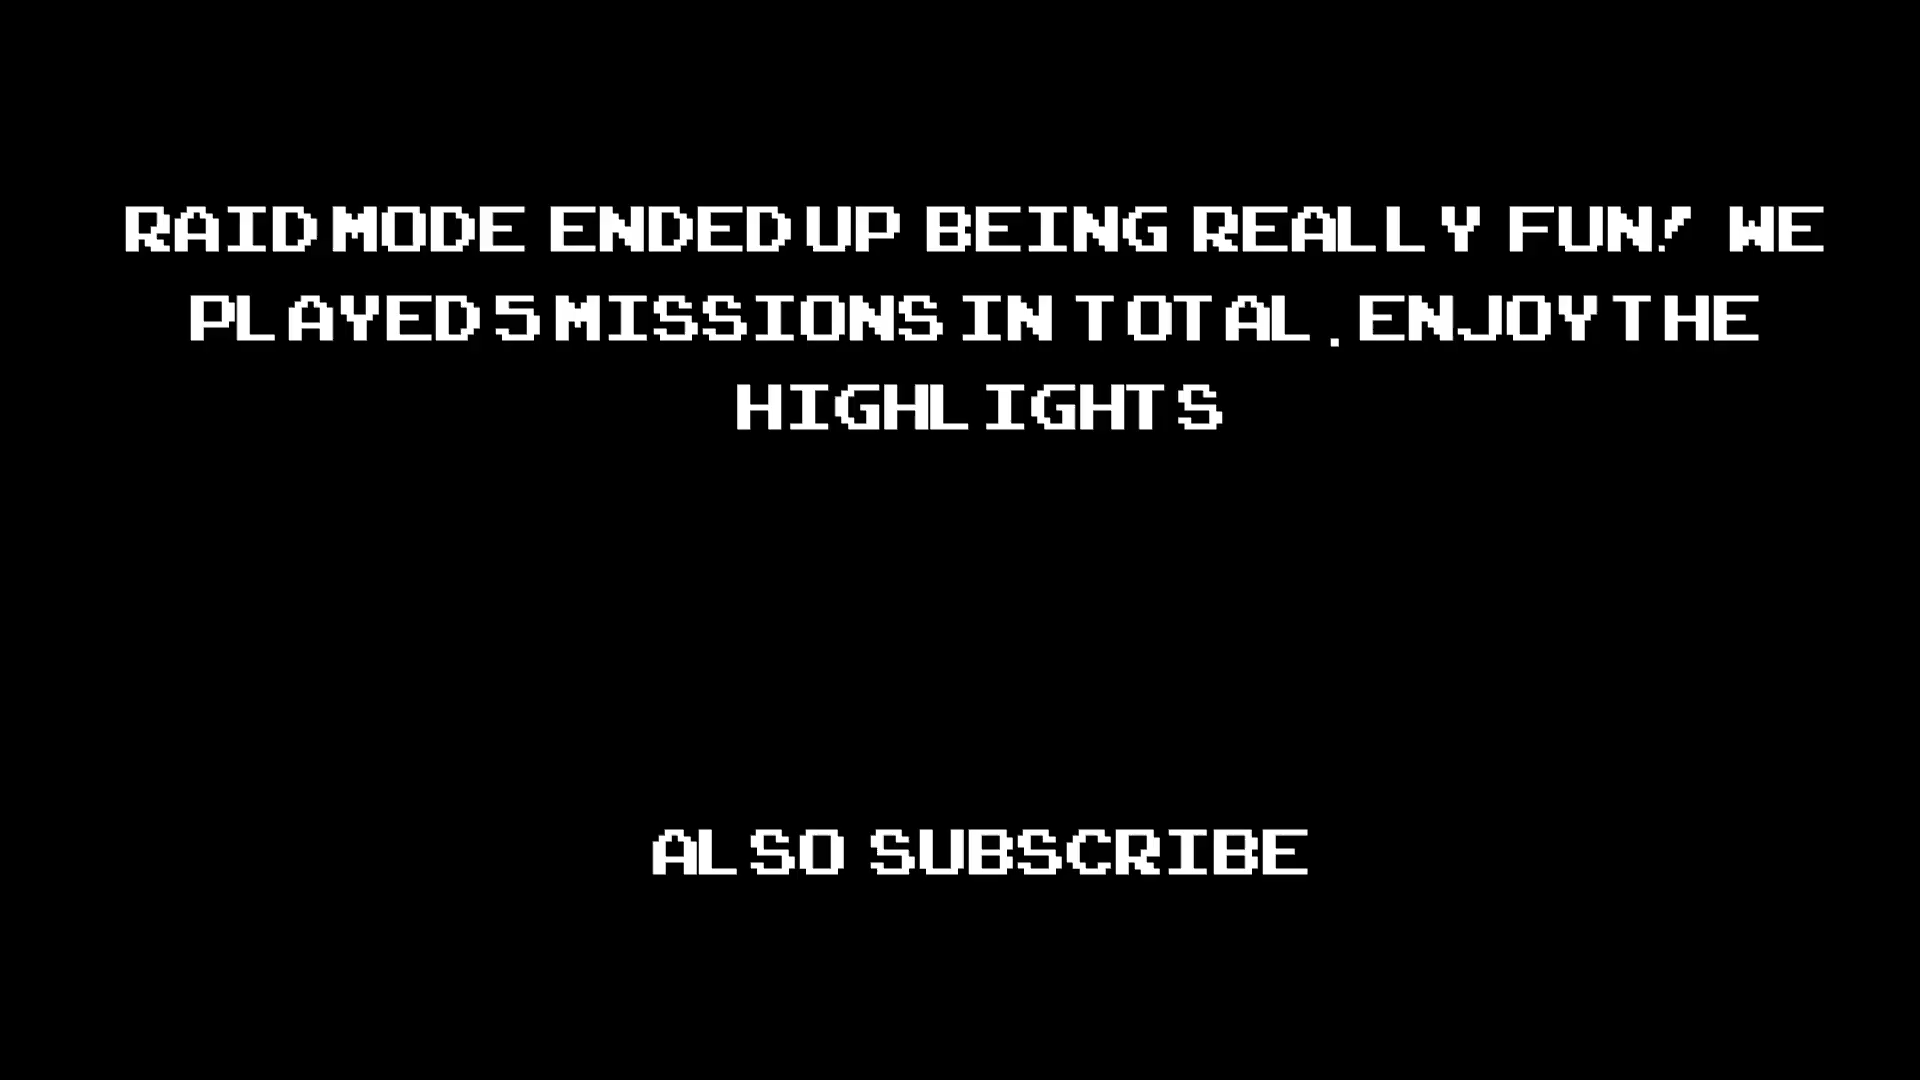 RAID MODE ENDED UP BEING REALLY FUN! WE
PLAYED 5 MISSIONS IN TOTAL. ENJOY THE
HIGHLIGHTS
ALSO SUBSCRIBE